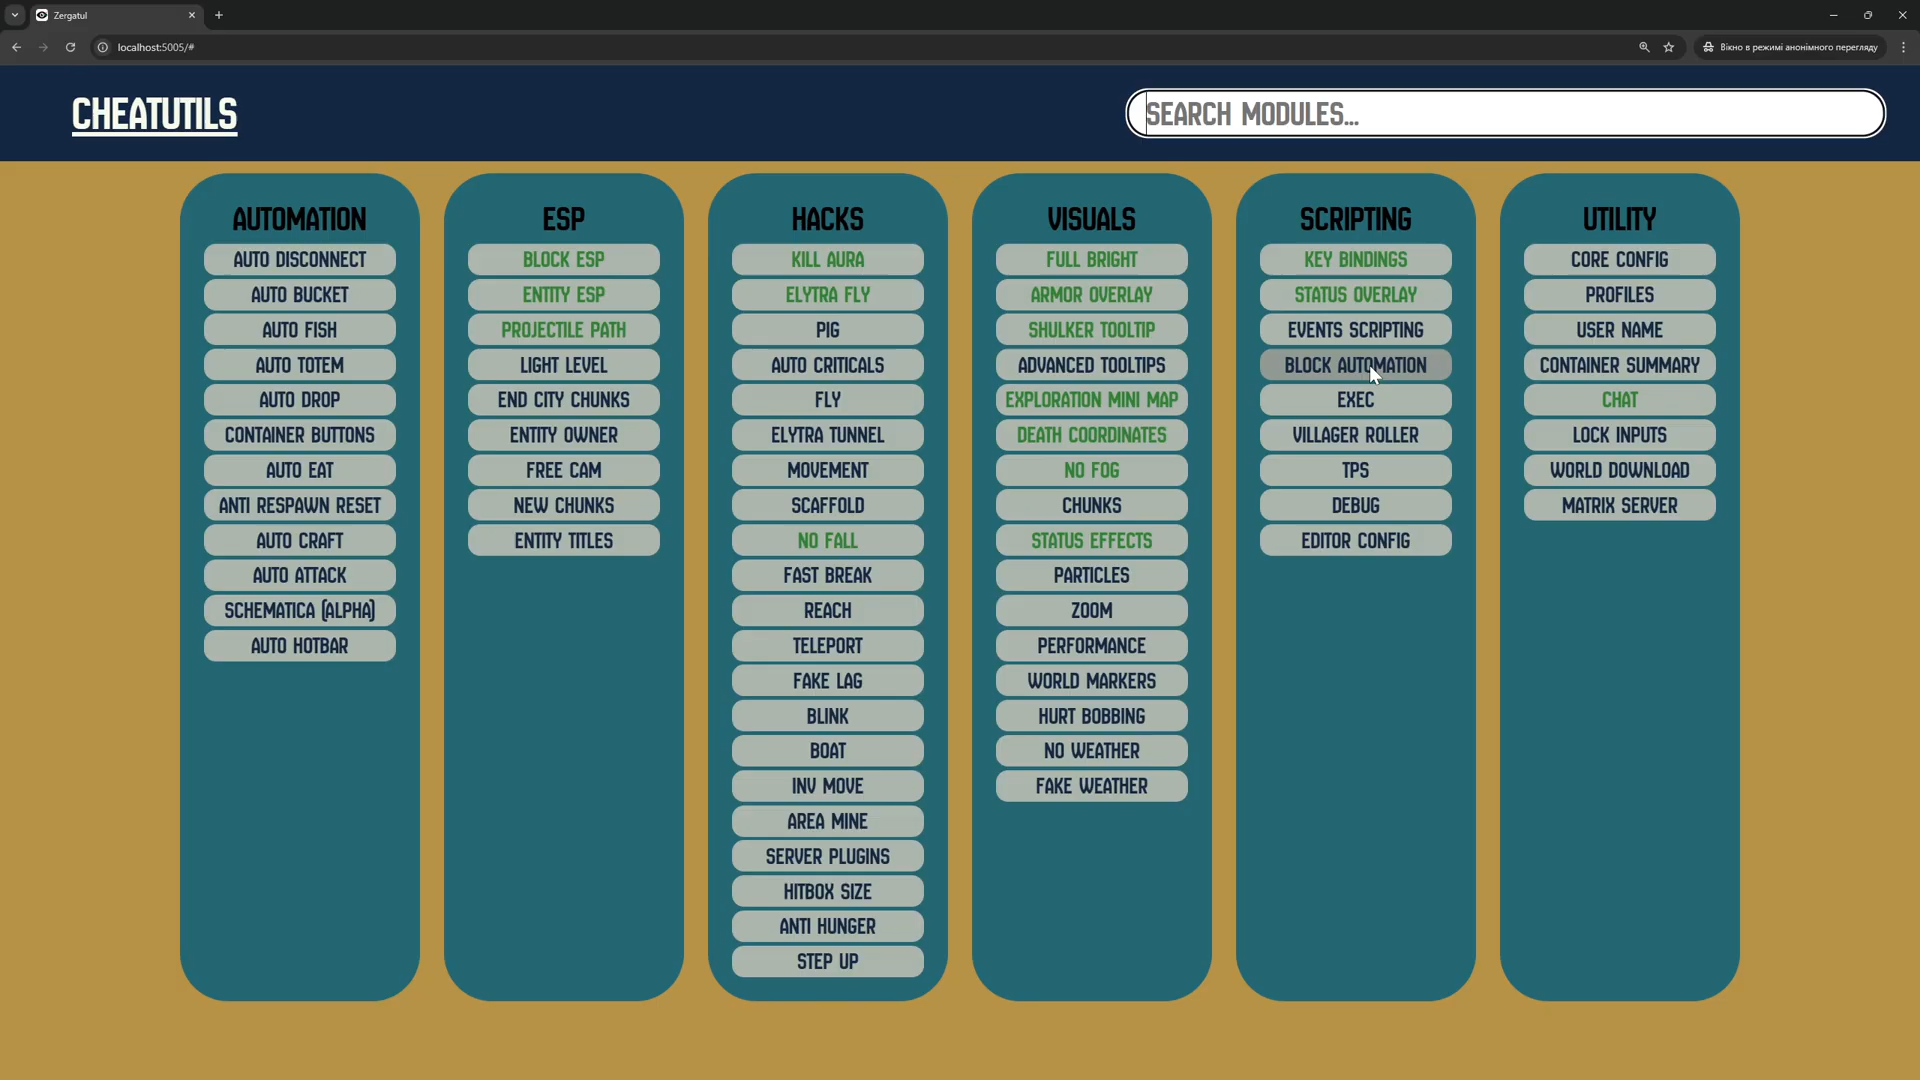 Zergatul
localhost:5005/#
Вікно в режимі анонімного перегляду
CHEATUTILS
SEARCH MODULES...
AUTOMATION
AUTO DISCONNECT
AUTO BUCKET
AUTO FISH
AUTO TOTEM
AUTO DROP
CONTAINER BUTTONS
AUTO EAT
ANTI RESPAWN RESET
AUTO CRAFT
AUTO ATTACK
SCHEMATICA (ALPHA)
AUTO HOTBAR
ESP
BLOCK ESP
ENTITY ESP
PROJECTILE PATH
LIGHT LEVEL
END CITY CHUNKS
ENTITY OWNER
FREE CAM
NEW CHUNKS
ENTITY TITLES
HACKS
KILL AURA
ELYTRA FLY
PIG
AUTO CRITICALS
FLY
ELYTRA TUNNEL
MOVEMENT
SCAFFOLD
NO FALL
FAST BREAK
REACH
TELEPORT
FAKE LAG
BLINK
BOAT
INV MOVE
AREA MINE
SERVER PLUGINS
HITBOX SIZE
ANTI HUNGER
STEP UP
VISUALS
FULL BRIGHT
ARMOR OVERLAY
SHULKER TOOLTIP
ADVANCED TOOLTIPS
EXPLORATION MINI MAP
DEATH COORDINATES
NO FOG
CHUNKS
STATUS EFFECTS
PARTICLES
ZOOM
PERFORMANCE
WORLD MARKERS
HURT BOBBING
NO WEATHER
FAKE WEATHER
SCRIPTING
KEY BINDINGS
STATUS OVERLAY
EVENTS SCRIPTING
BLOCK AUTOMATION
EXEC
VILLAGER ROLLER
TPS
DEBUG
EDITOR CONFIG
UTILITY
CORE CONFIG
PROFILES
USER NAME
CONTAINER SUMMARY
CHAT
LOCK INPUTS
WORLD DOWNLOAD
MATRIX SERVER